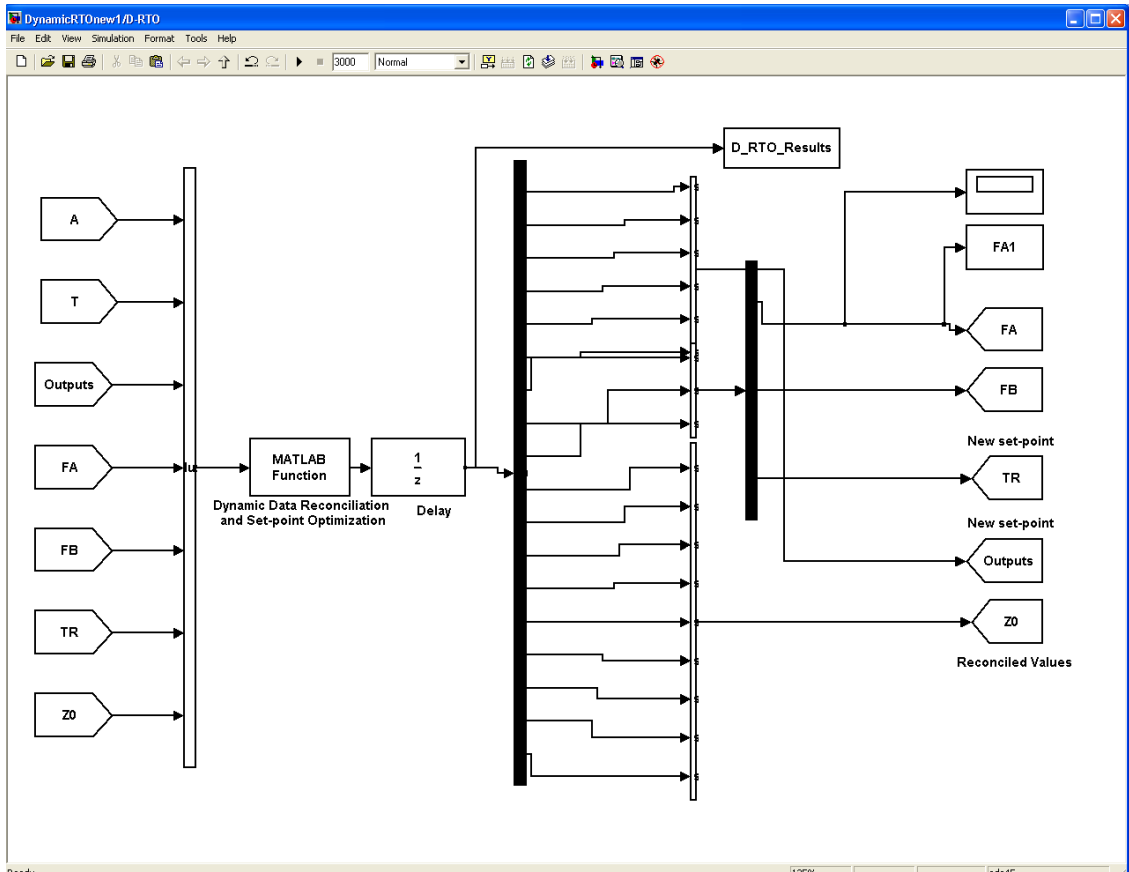 DynamicRTOnew1/D-RTO
File Edit View Simulation Format Tools Help
3000 Normal
D_RTO_Results
A
T
Outputs
FA
FB
TR
Z0
MATLAB
Function
Dynamic Data Reconciliation
and Set-point Optimization
1
z
Delay
FA1
FA
FB
New set-point
TR
New set-point
Outputs
Z0
Reconciled Values